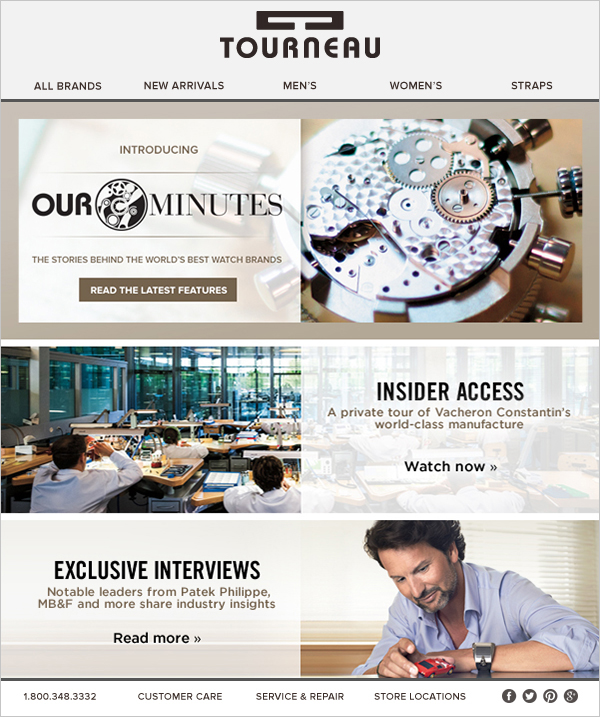 TOURNEAU
ALL BRANDS NEW ARRIVALS MEN'S WOMEN'S STRAPS
INTRODUCING
OUR MINUTES
THE STORIES BEHIND THE WORLD'S BEST WATCH BRANDS
READ THE LATEST FEATURES
INSIDER ACCESS
A private tour of Vacheron Constantin's
world-class manufacture
Watch now »
EXCLUSIVE INTERVIEWS
Notable leaders from Patek Philippe,
MB&F and more share industry insights
Read more »
1.800.348.3332 CUSTOMER CARE SERVICE & REPAIR STORE LOCATIONS